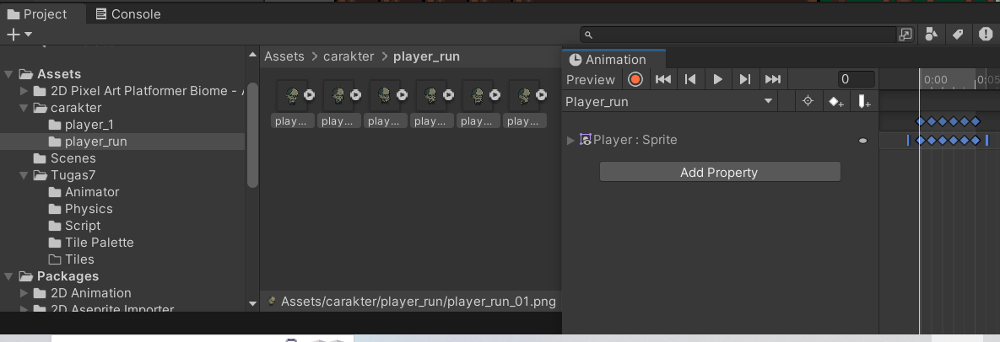 Project
Console
Assets
2D Pixel Art Platformer Biome - A
carakter
player_1
player_run
Scenes
Tugas7
Animator
Physics
Script
Tile Palette
Tiles
Packages
2D Animation
2D Aseprite Importer
Assets > carakter > player_run
play... play... play... play... play... play...
Assets/carakter/player_run/player_run_01.png
Animation
Preview 0
0:00 0:05
Player_run
Player : Sprite
Add Property